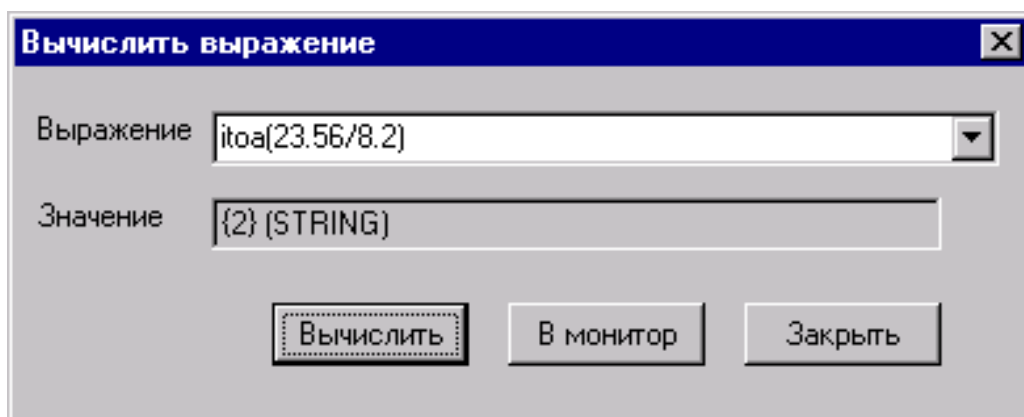 Вычислить выражение
Выражение itoa(23.56/8.2)
Значение {2} (STRING)
Вычислить В монитор Закрыть